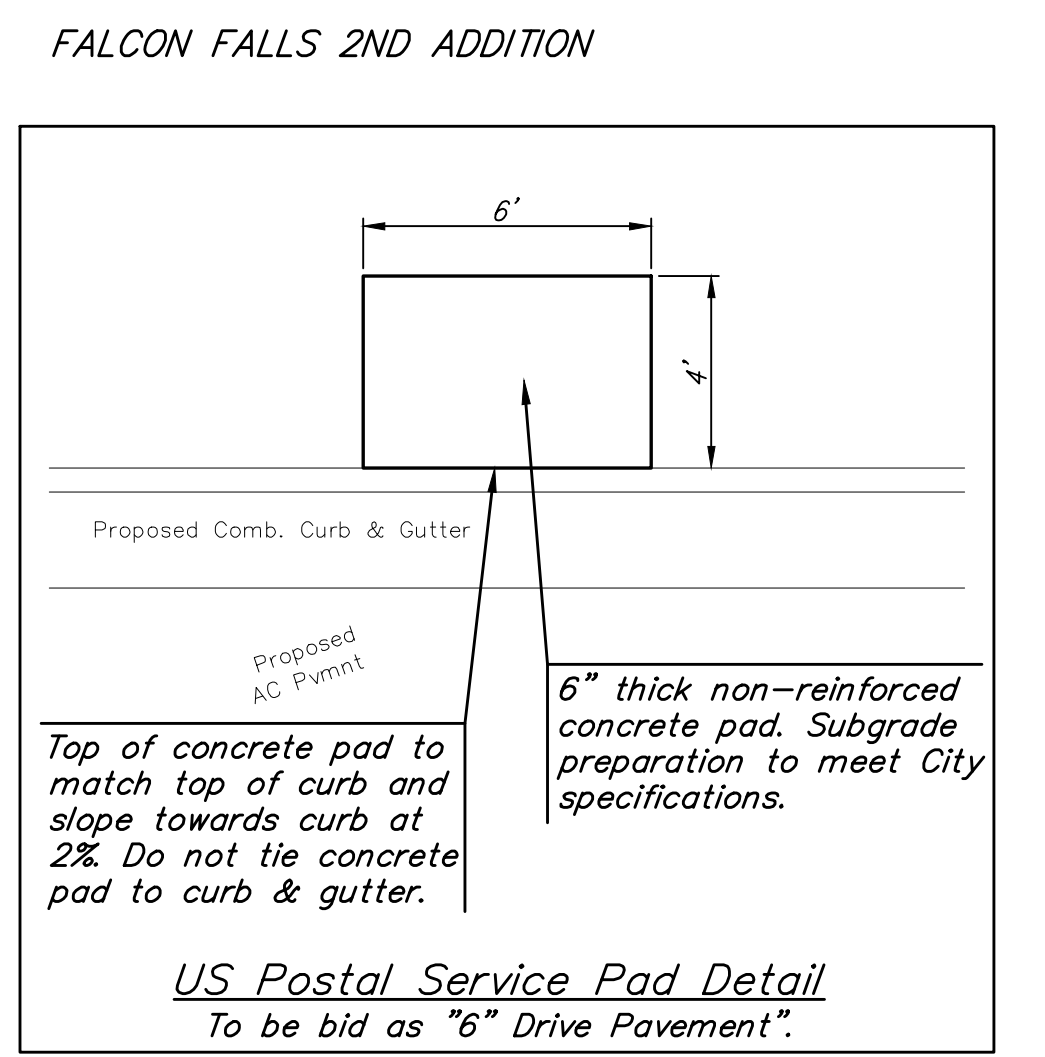 FALCON FALLS 2ND ADDITION
6'
4'
Proposed Comb. Curb & Gutter
Proposed
AC Pvmnt
6" thick non-reinforced
concrete pad. Subgrade
preparation to meet City
specifications.
Top of concrete pad to
match top of curb and
slope towards curb at
2%. Do not tie concrete
pad to curb & gutter.
US Postal Service Pad Detail
To be bid as "6" Drive Pavement".